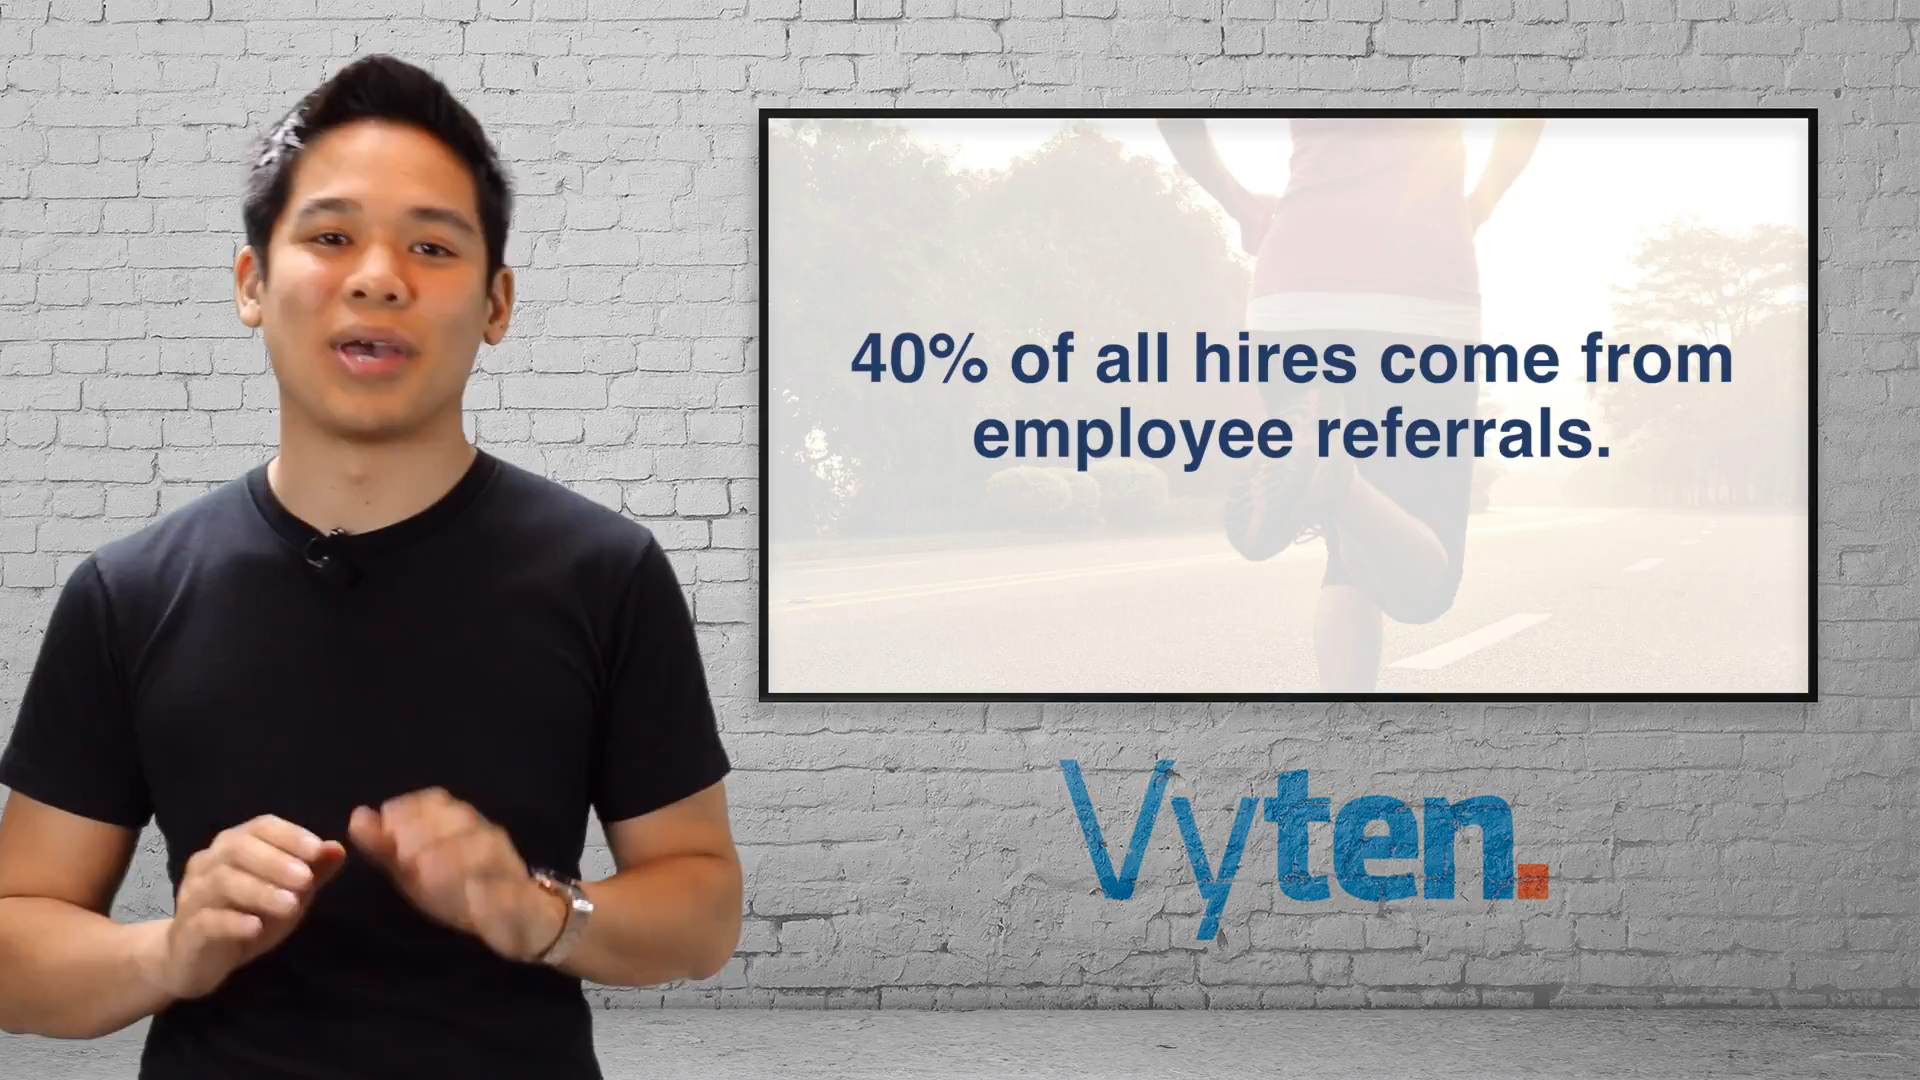 40% of all hires come from
employee referrals.
Vyten.